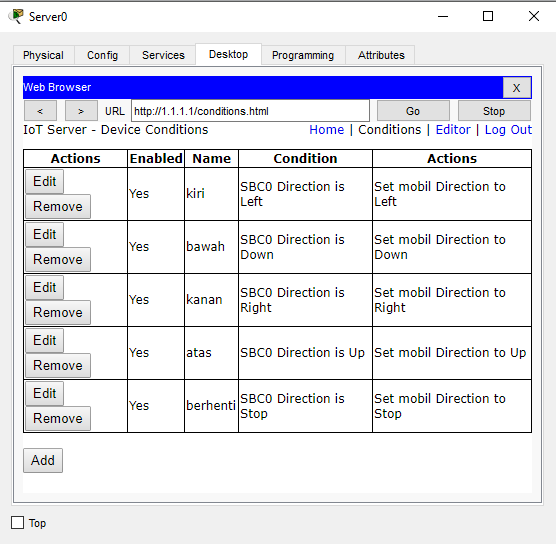 Server0
Physical Config Services Desktop Programming Attributes
Web Browser X
< > URL http://1.1.1.1/conditions.html Go Stop
IoT Server - Device Conditions Home | Conditions | Editor | Log Out
Actions Enabled Name Condition Actions
Edit
Remove
Yes kiri SBC0 Direction is
Left
Set mobil Direction to
Left
Edit
Remove
Yes bawah SBC0 Direction is
Down
Set mobil Direction to
Down
Edit
Remove
Yes kanan SBC0 Direction is
Right
Set mobil Direction to
Right
Edit
Remove
Yes atas SBC0 Direction is Up Set mobil Direction to Up
Edit
Remove
Yes berhenti SBC0 Direction is
Stop
Set mobil Direction to
Stop
Add
Top